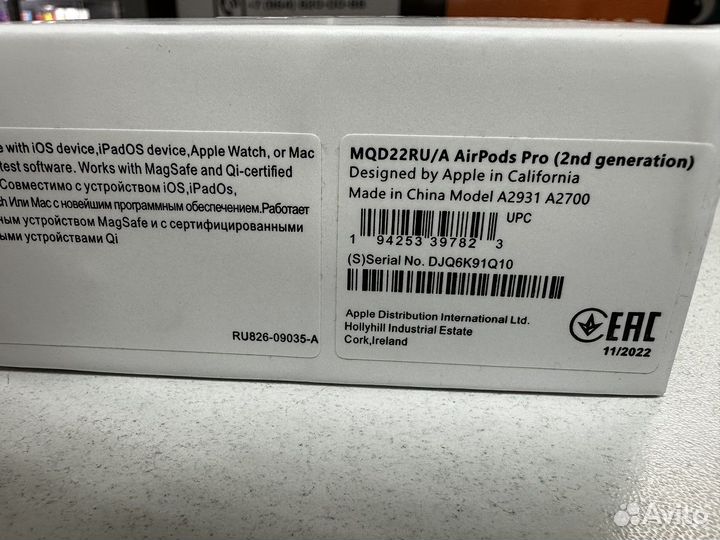 e with iOS device,iPadOS device,Apple Watch, or Mac
test software. Works with MagSafe and Qi-certified
Совместимо с устройством iOS,iPadOs,
ch Или Mac с новейшим программным обеспечением.Работает
ным устройством MagSafe и с сертифицированными
ыми устройствами Qi
RU826-09035-A
MQD22RU/A AirPods Pro (2nd generation)
Designed by Apple in California
Made in China Model A2931 A2700
UPC
1 94253 39782 3
(S)Serial No. DJQ6K91Q10
Apple Distribution International Ltd.
Hollyhill Industrial Estate
Cork,Ireland
EAC
11/2022
Avito